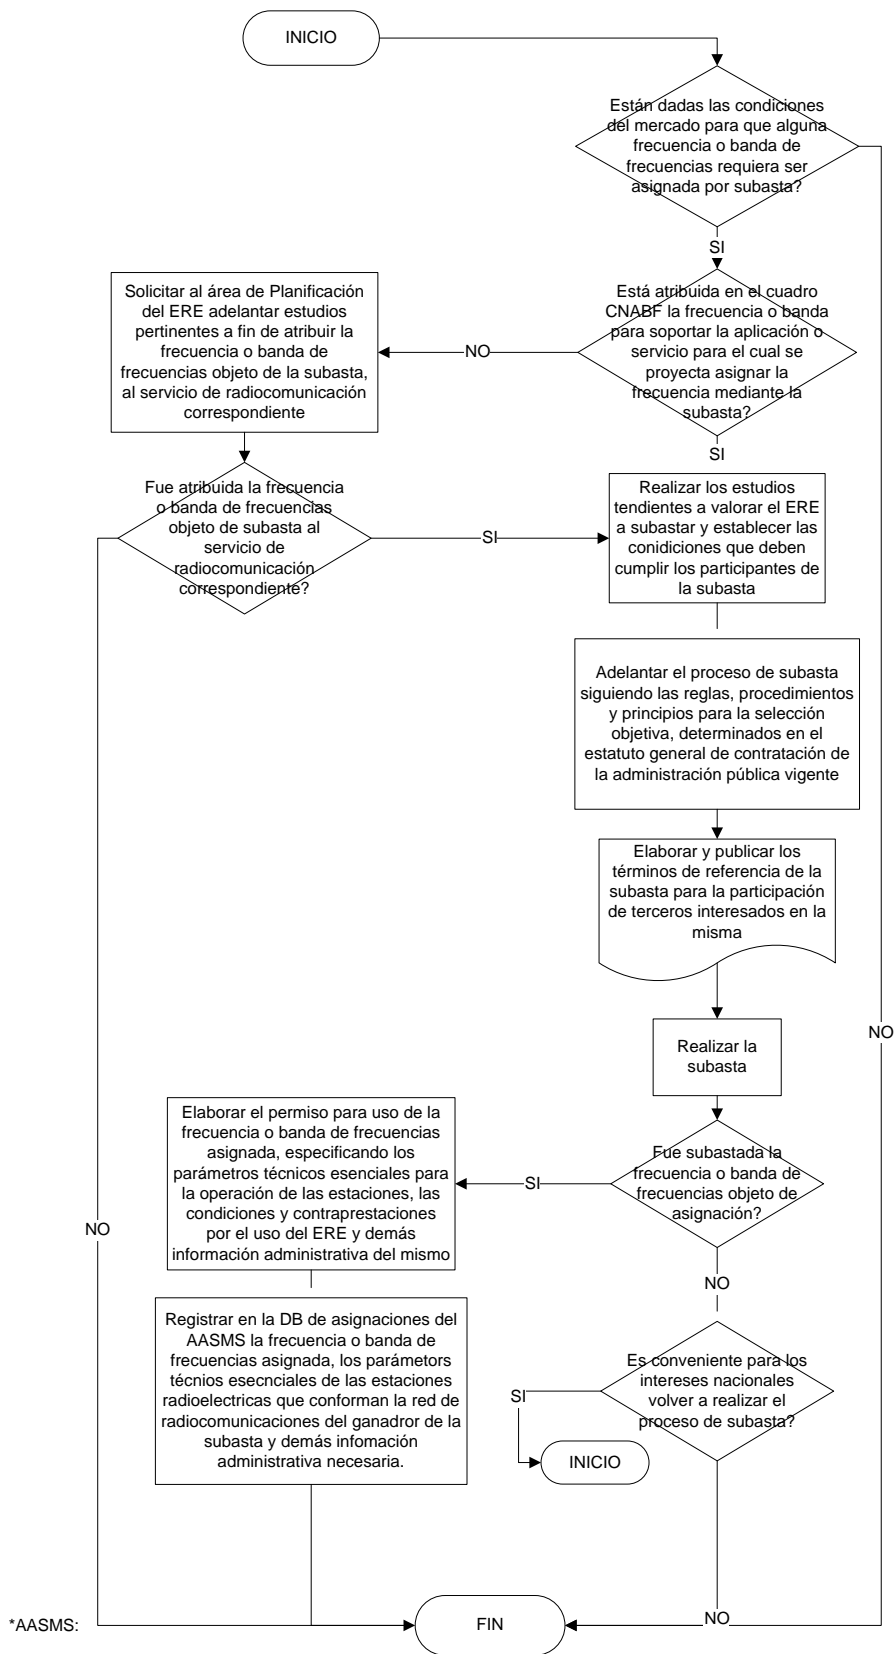 INICIO
Están dadas las condiciones
del mercado para que alguna
frecuencia o banda de
frecuencias requiera ser
asignada por subasta?
SI
Está atribuida en el cuadro
CNABF la frecuencia o banda
para soportar la aplicación o
servicio para el cual se
proyecta asignar la
frecuencia mediante la
subasta?
NO
SI
Solicitar al área de Planificación
del ERE adelantar estudios
pertinentes a fin de atribuir la
frecuencia o banda de
frecuencias objeto de la subasta,
al servicio de radiocomunicación
correspondiente
Fue atribuida la frecuencia
o banda de frecuencias
objeto de subasta al
servicio de
radiocomunicación
correspondiente?
SI
Realizar los estudios
tendientes a valorar el ERE
a subastar y establecer las
conidiciones que deben
cumplir los participantes de
la subasta
Adelantar el proceso de subasta
siguiendo las reglas, procedimientos
y principios para la selección
objetiva, determinados en el
estatuto general de contratación de
la administración pública vigente
Elaborar y publicar los
términos de referencia de la
subasta para la participación
de terceros interesados en la
misma
NO
Realizar la
subasta
Fue subastada la
frecuencia o banda de
frecuencias objeto de
asignación?
SI
Elaborar el permiso para uso de la
frecuencia o banda de frecuencias
asignada, especificando los
parámetros técnicos esenciales para
la operación de las estaciones, las
condiciones y contraprestaciones
por el uso del ERE y demás
información administrativa del mismo
NO
NO
Registrar en la DB de asignaciones del
AASMS la frecuencia o banda de
frecuencias asignada, los parámetors
técnios esecnciales de las estaciones
radioelectricas que conforman la red de
radiocomunicaciones del ganadror de la
subasta y demás infomación
administrativa necesaria.
Es conveniente para los
intereses nacionales
volver a realizar el
proceso de subasta?
SI
INICIO
NO
*AASMS:
FIN